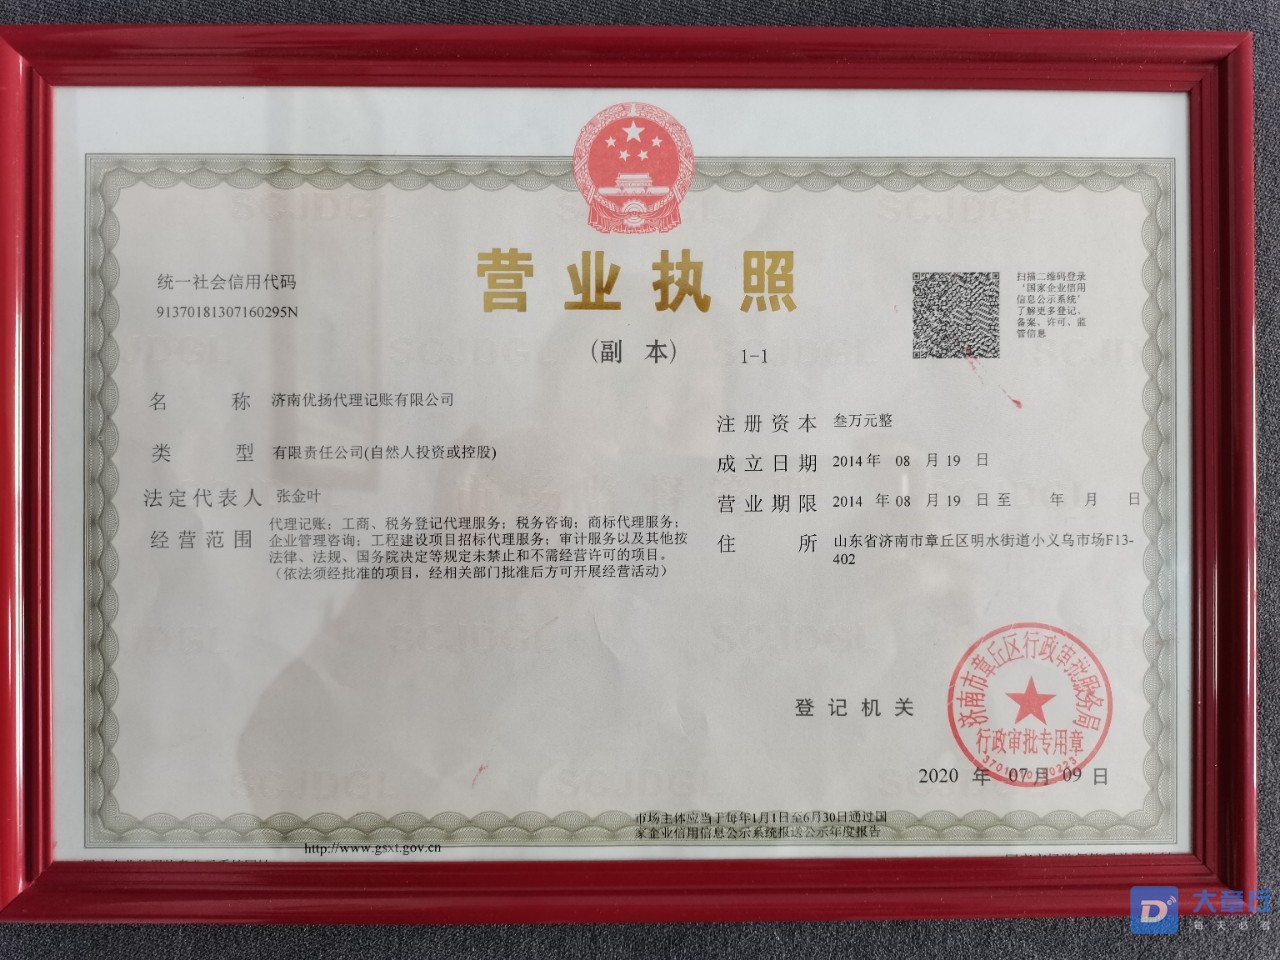 营业执照
(副 本) 1-1
统一社会信用代码
91370181307160295N
扫描二维码登录
‘国家企业信用
信息公示系统’
了解更多登记、
备案、许可、监
管信息
名 称 济南优扬代理记账有限公司
类 型 有限责任公司(自然人投资或控股)
法定代表人 张金叶
经营范围 代理记账；工商、税务登记代理服务；税务咨询；商标代理服务；
企业管理咨询；工程建设项目招标代理服务；审计服务以及其他按
法律、法规、国务院决定等规定未禁止和不需经营许可的项目。
（依法须经批准的项目，经相关部门批准后方可开展经营活动）
注册资本 叁万元整
成立日期 2014年 08 月 19 日
营业期限 2014 年 08 月 19 日 至 年 月 日
住 所 山东省济南市章丘区明水街道小义乌市场F13-
402
登记机关
济南市章丘区行政审批服务局
行政审批专用章
2020 年 07月 09 日
市场主体应当于每年1月1日至6月30日通过国
家企业信用信息公示系统报送公示年度报告
http://www.gsxt.gov.cn
大章丘
每天必看